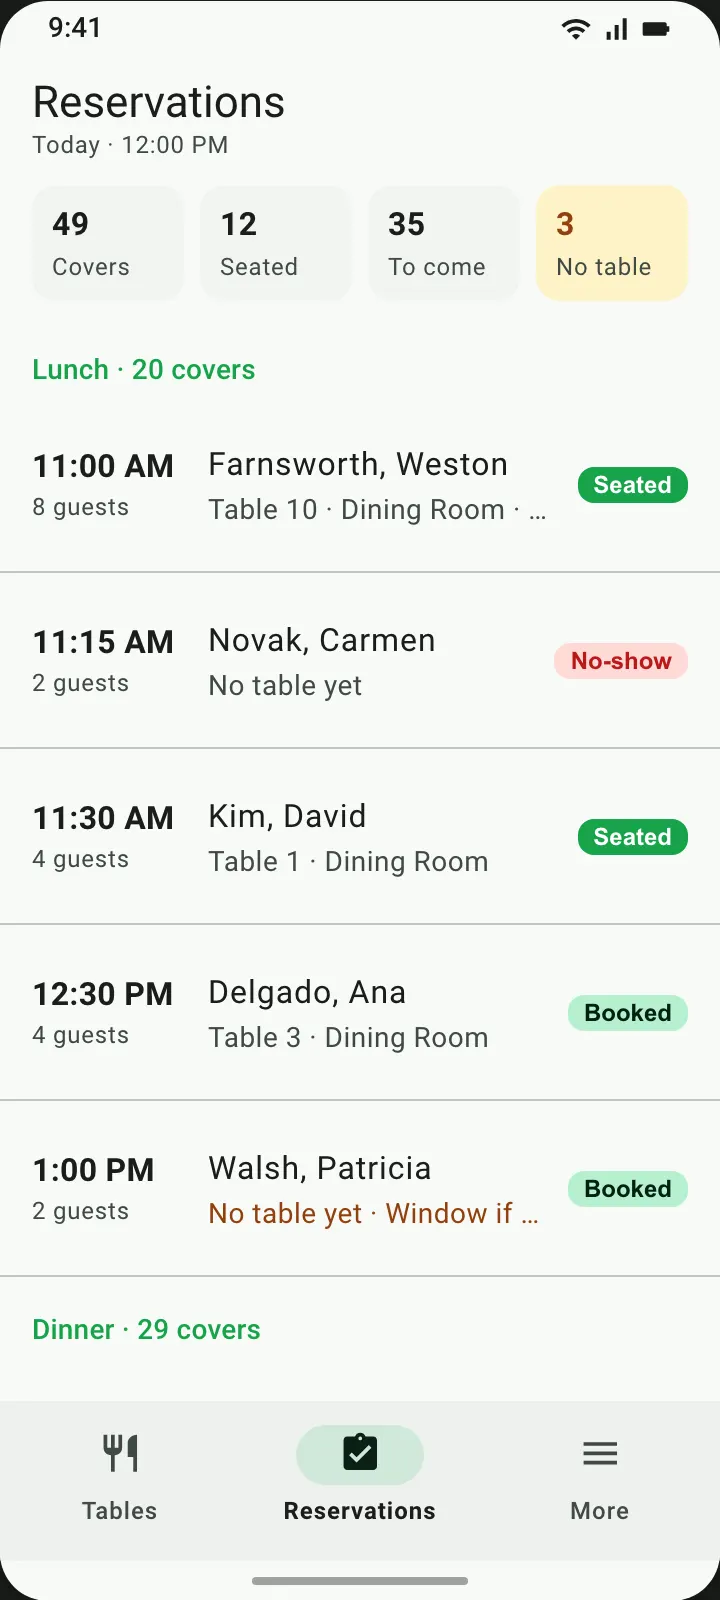 9:41
Reservations
Today · 12:00 PM
49
Covers
12
Seated
35
To come
3
No table
Lunch · 20 covers
11:00 AM
8 guests
Farnsworth, Weston
Table 10 · Dining Room · …
Seated
11:15 AM
2 guests
Novak, Carmen
No table yet
No-show
11:30 AM
4 guests
Kim, David
Table 1 · Dining Room
Seated
12:30 PM
4 guests
Delgado, Ana
Table 3 · Dining Room
Booked
1:00 PM
2 guests
Walsh, Patricia
No table yet · Window if …
Booked
Dinner · 29 covers
Tables
Reservations
More